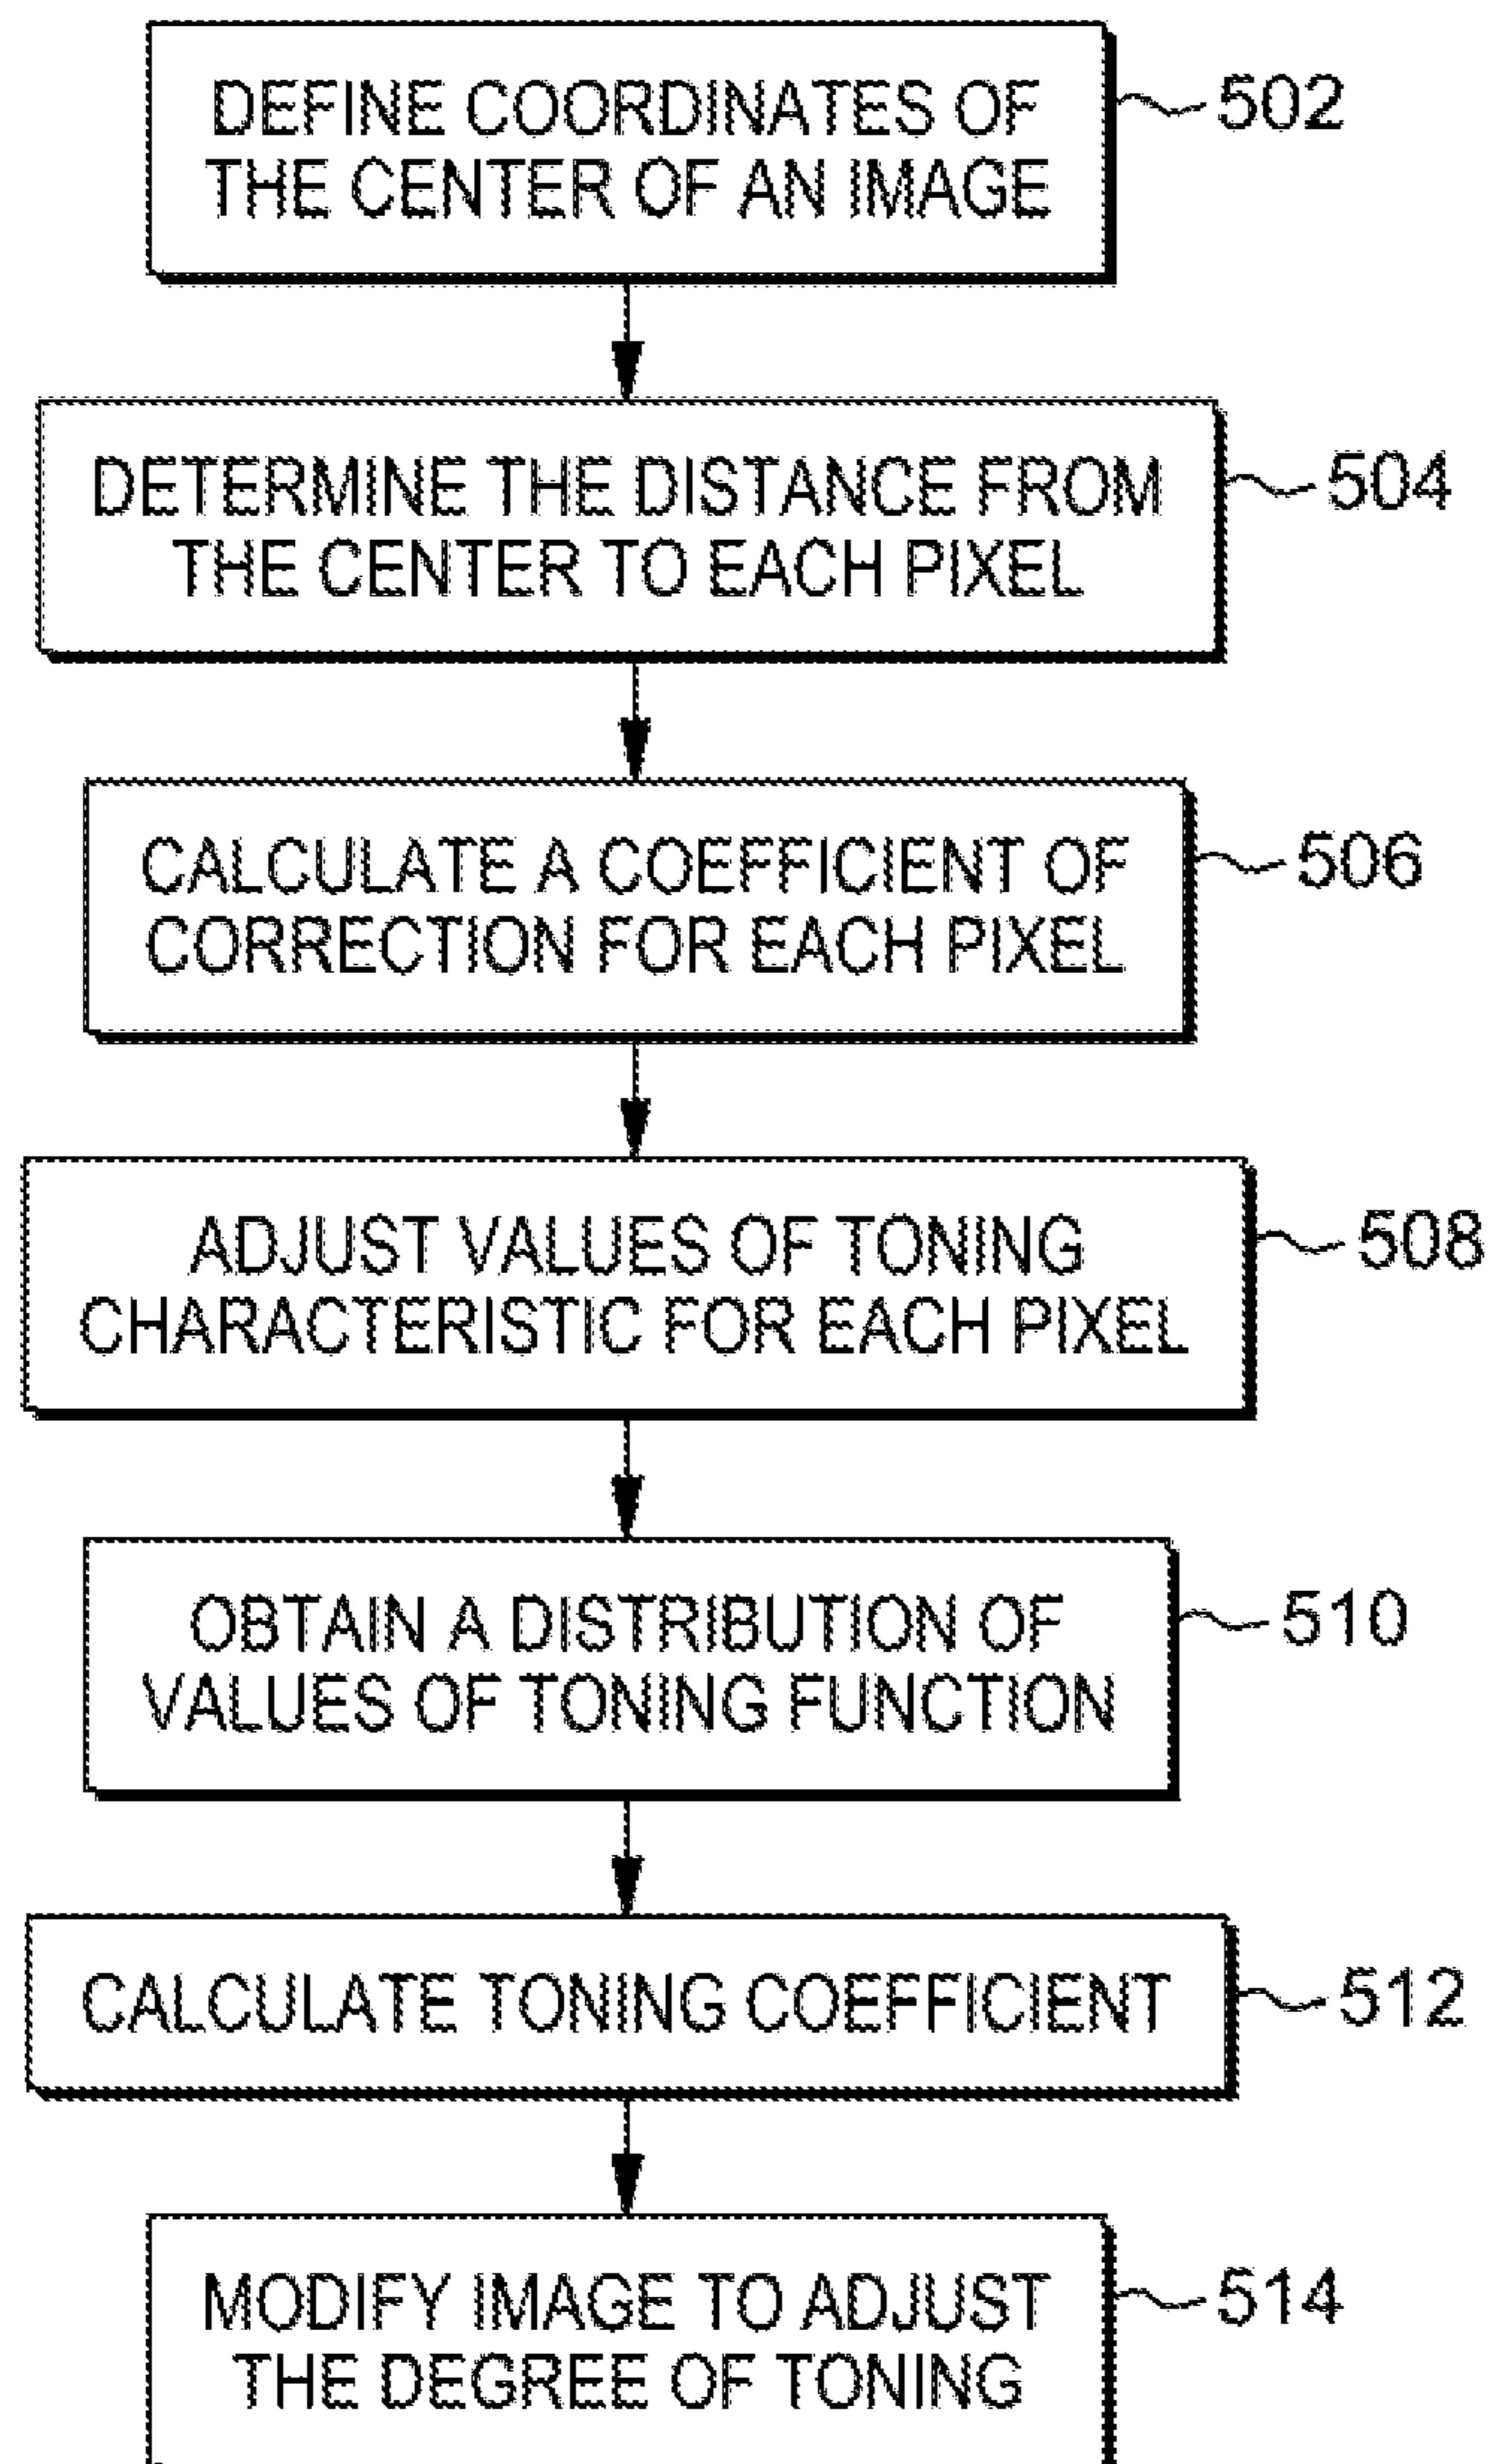 DEFINE COORDINATES OF
THE CENTER OF AN IMAGE
502
DETERMINE THE DISTANCE FROM
THE CENTER TO EACH PIXEL
504
CALCULATE A COEFFICIENT OF
CORRECTION FOR EACH PIXEL
506
ADJUST VALUES OF TONING
CHARACTERISTIC FOR EACH PIXEL
508
OBTAIN A DISTRIBUTION OF
VALUES OF TONING FUNCTION
510
CALCULATE TONING COEFFICIENT
512
MODIFY IMAGE TO ADJUST
THE DEGREE OF TONING
514